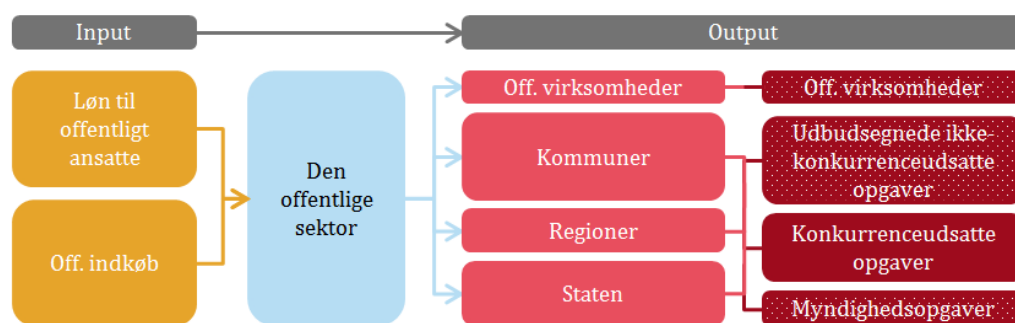 Input
Output
Løn til
offentligt
ansatte
Off. indkøb
Den
offentlige
sektor
Off. virksomheder
Kommuner
Regioner
Staten
Off. virksomheder
Udbudsegnede ikke-
konkurrenceudsatte
opgaver
Konkurrenceudsatte
opgaver
Myndighedsopgaver